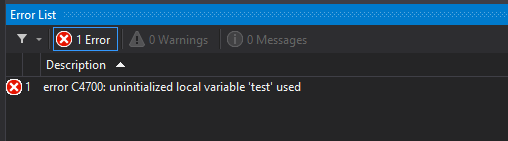 Error List
1 Error 0 Warnings 0 Messages
Description
1 error C4700: uninitialized local variable 'test' used